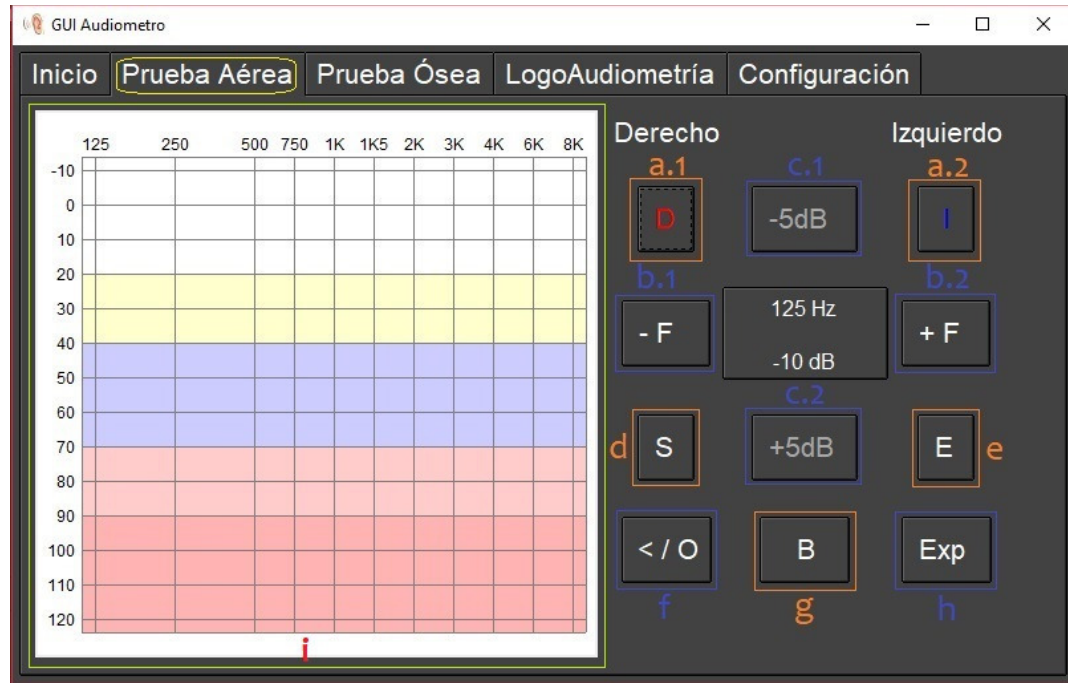 GUI Audiometro
Inicio Prueba Aérea Prueba Ósea LogoAudiometría Configuración
125 250 500 750 1K 1K5 2K 3K 4K 6K 8K
-10
0
10
20
30
40
50
60
70
80
90
100
110
120
i
Derecho Izquierdo
a.1 c.1 a.2
D -5dB I
b.1 b.2
- F 125 Hz + F
-10 dB
c.2
d S +5dB E e
< / O B Exp
f g h